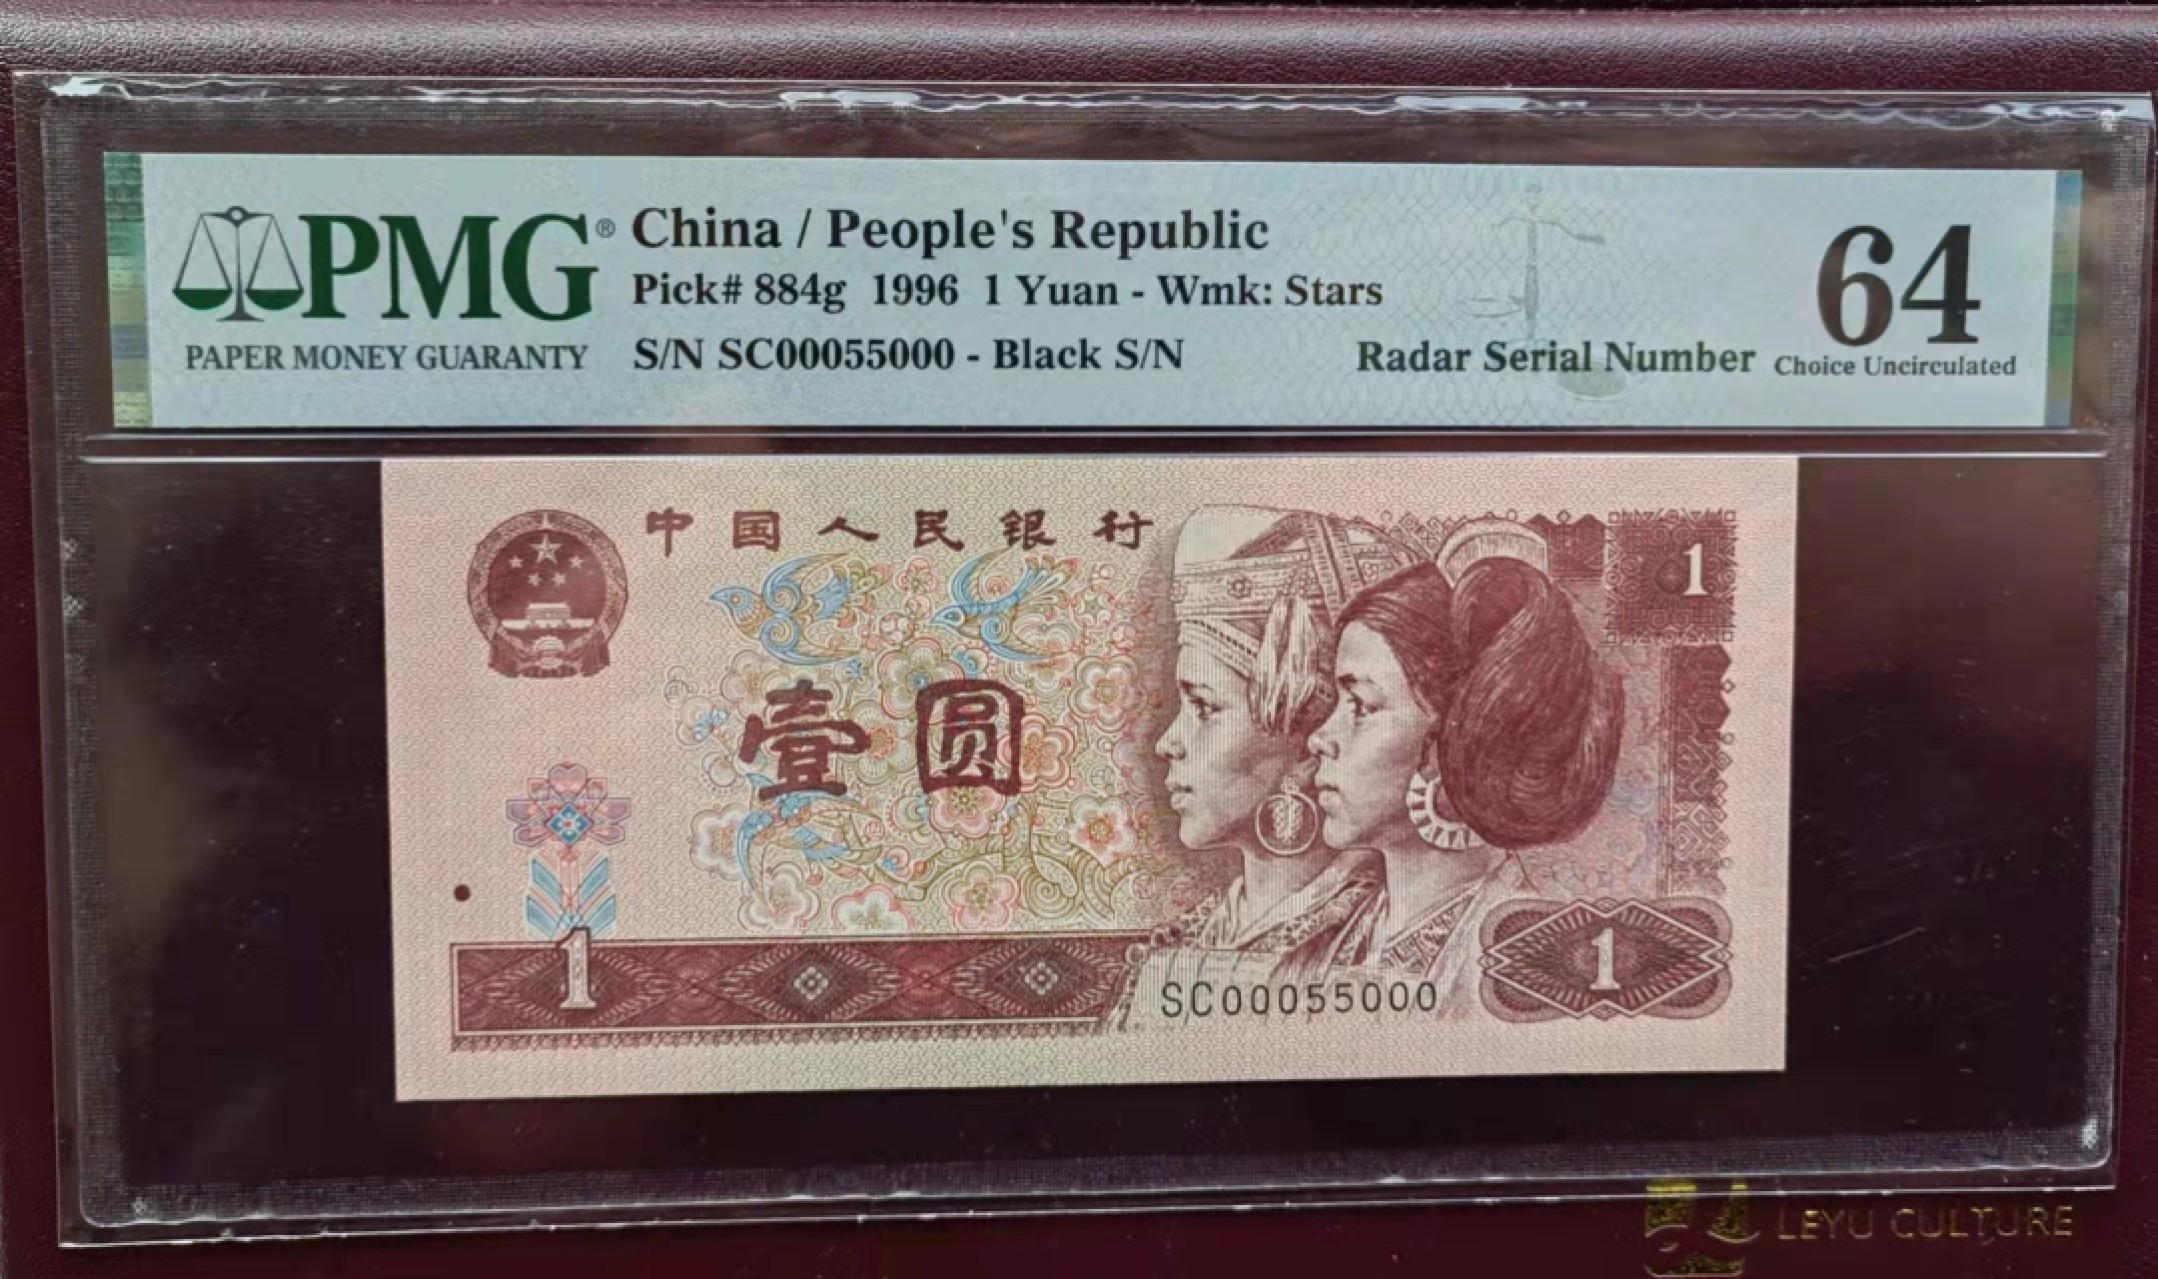 PMG® China / People's Republic 64
Pick# 884g 1996 1 Yuan - Wmk: Stars
PAPER MONEY GUARANTY S/N SC00055000 - Black S/N Radar Serial Number Choice Uncirculated
中国人民银行
1
壹圆
1
1
SC00055000
LEYU CULTURE